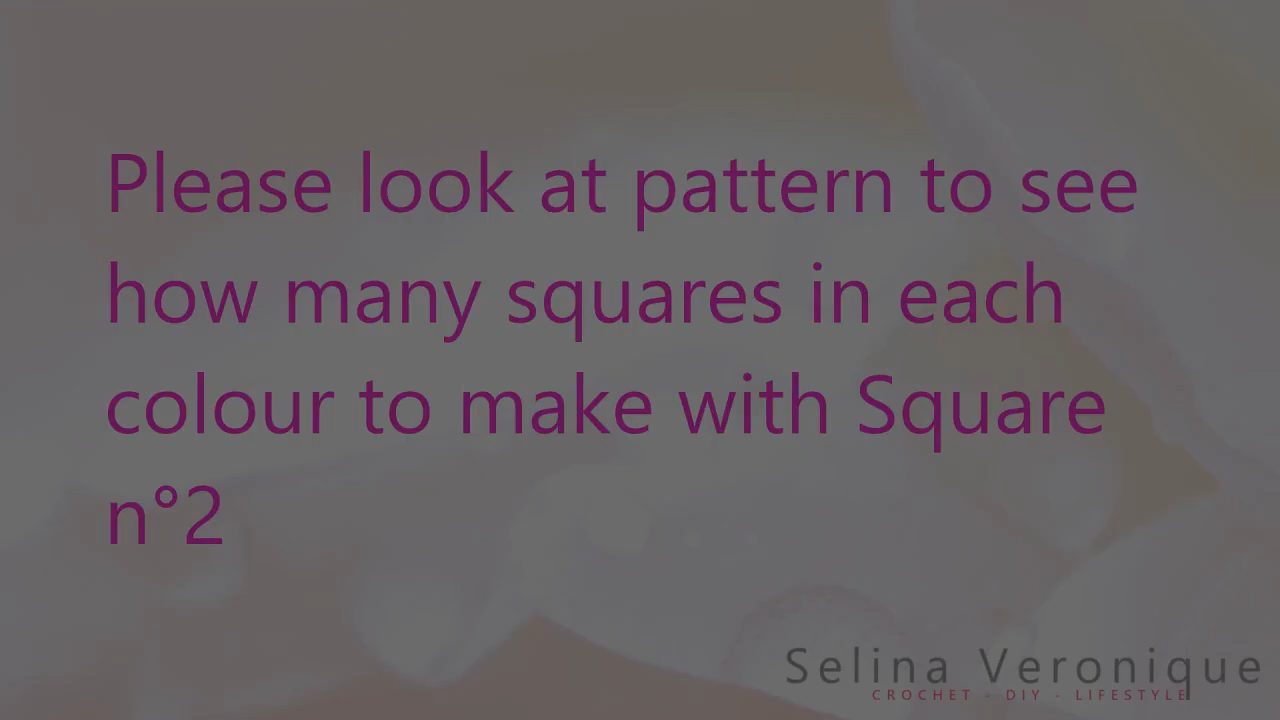 Please look at pattern to see
how many squares in each
colour to make with Square
n°2
Selina Veronique
CROCHET - DIY - LIFESTYLE